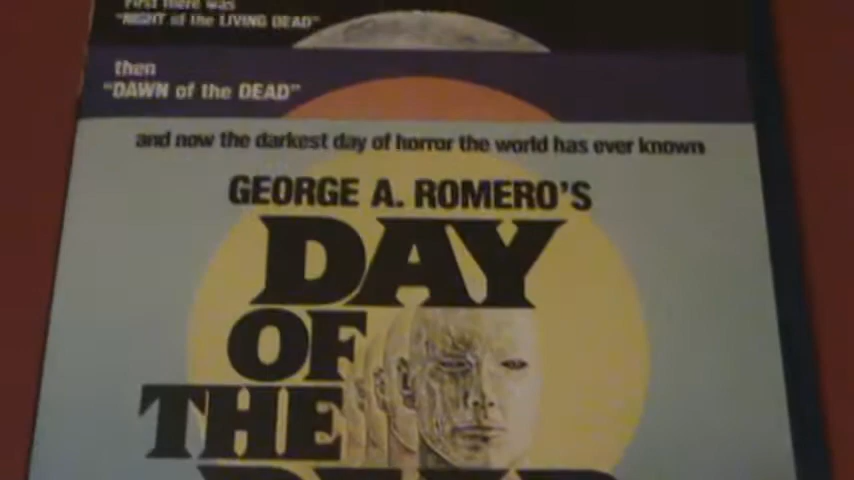 First there was
"NIGHT of the LIVING DEAD"
then
"DAWN of the DEAD"
and now the darkest day of horror the world has ever known
GEORGE A. ROMERO'S
DAY
OF
THE